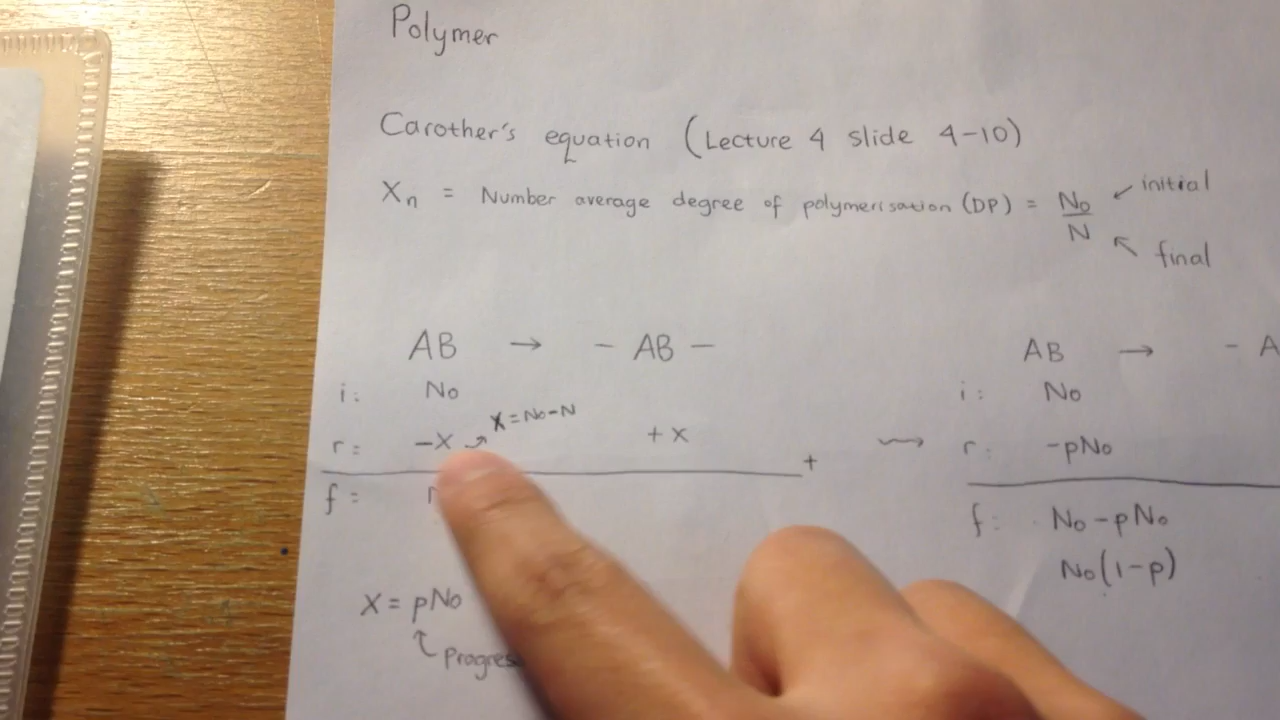 Polymer
Carother's equation (Lecture 4 slide 4-10)
Xn = Number average degree of polymerisation (DP) = No/N
initial
final
AB → - AB -
i: No
r: -X X=No-N + X
+
f:
X = pNo
AB → - A
i: No
r: -pNo
f: No-pNo
No(1-p)